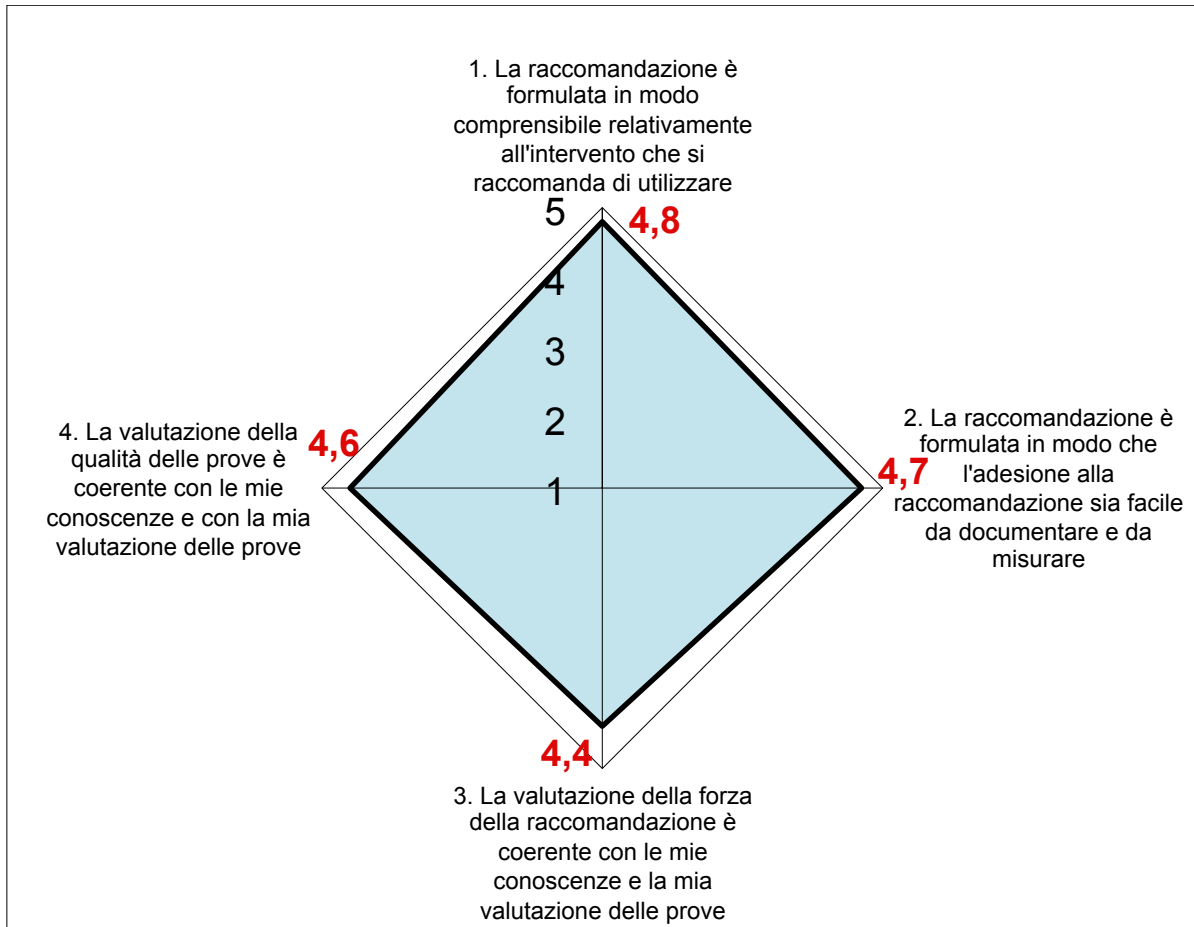 1. La raccomandazione è
formulata in modo
comprensibile relativamente
all'intervento che si
raccomanda di utilizzare
5
4,8
4
3
2
1
4. La valutazione della
qualità delle prove è
coerente con le mie
conoscenze e con la mia
valutazione delle prove
4,6
4,7
2. La raccomandazione è
formulata in modo che
l'adesione alla
raccomandazione sia facile
da documentare e da
misurare
4,4
3. La valutazione della forza
della raccomandazione è
coerente con le mie
conoscenze e la mia
valutazione delle prove